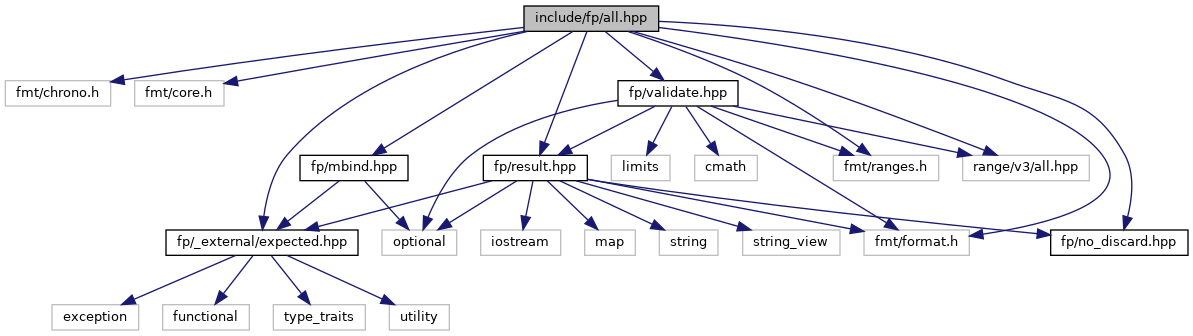 include/fp/all.hpp
fmt/chrono.h
fmt/core.h
fp/validate.hpp
fp/mbind.hpp
fp/result.hpp
limits
cmath
fmt/ranges.h
range/v3/all.hpp
fp/_external/expected.hpp
optional
iostream
map
string
string_view
fmt/format.h
fp/no_discard.hpp
exception
functional
type_traits
utility